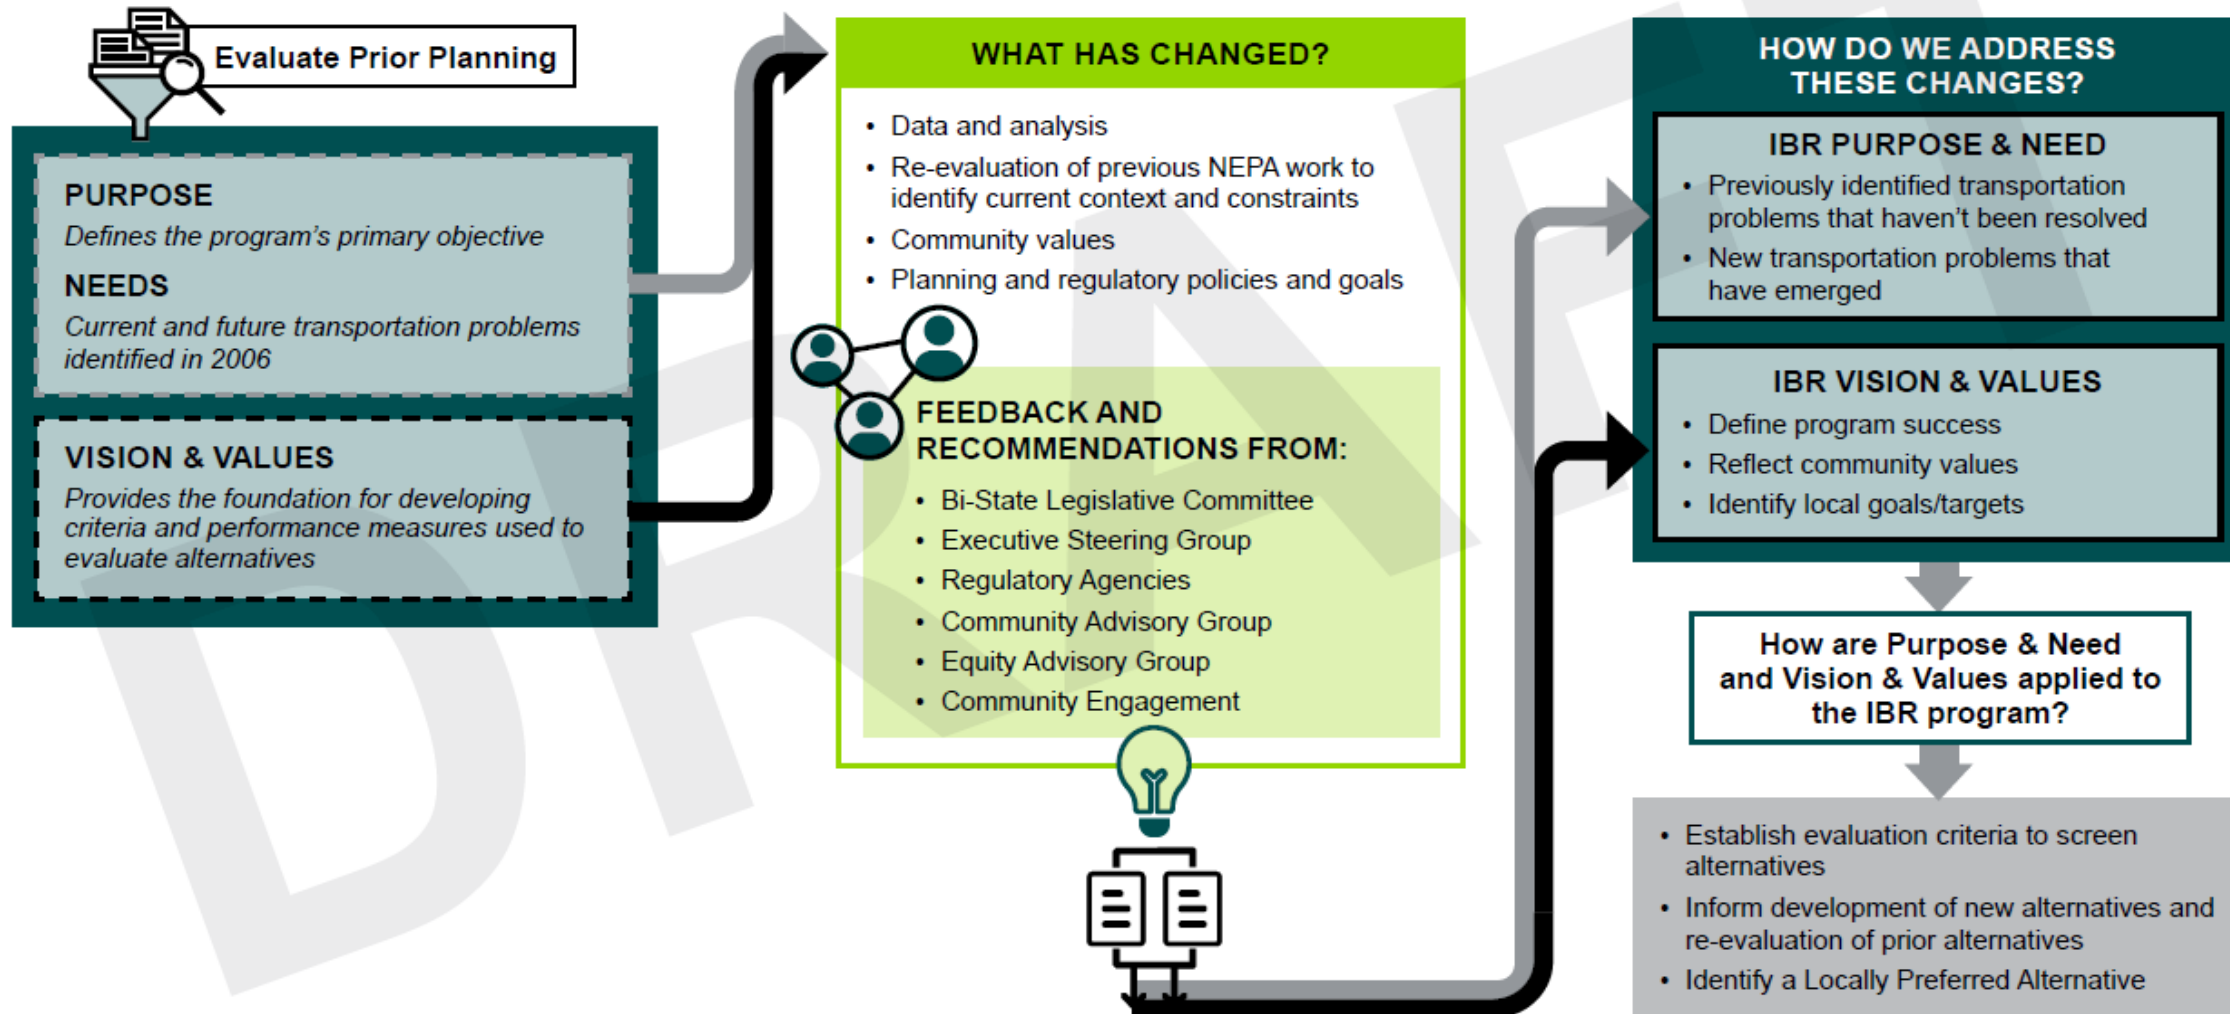 Evaluate Prior Planning
PURPOSE
Defines the program's primary objective
NEEDS
Current and future transportation problems
identified in 2006
VISION & VALUES
Provides the foundation for developing
criteria and performance measures used to
evaluate alternatives
WHAT HAS CHANGED?
• Data and analysis
• Re-evaluation of previous NEPA work to
identify current context and constraints
• Community values
• Planning and regulatory policies and goals
FEEDBACK AND
RECOMMENDATIONS FROM:
• Bi-State Legislative Committee
• Executive Steering Group
• Regulatory Agencies
• Community Advisory Group
• Equity Advisory Group
• Community Engagement
HOW DO WE ADDRESS
THESE CHANGES?
IBR PURPOSE & NEED
• Previously identified transportation
problems that haven't been resolved
• New transportation problems that
have emerged
IBR VISION & VALUES
• Define program success
• Reflect community values
• Identify local goals/targets
How are Purpose & Need
and Vision & Values applied to
the IBR program?
• Establish evaluation criteria to screen
alternatives
• Inform development of new alternatives and
re-evaluation of prior alternatives
• Identify a Locally Preferred Alternative
DRAFT